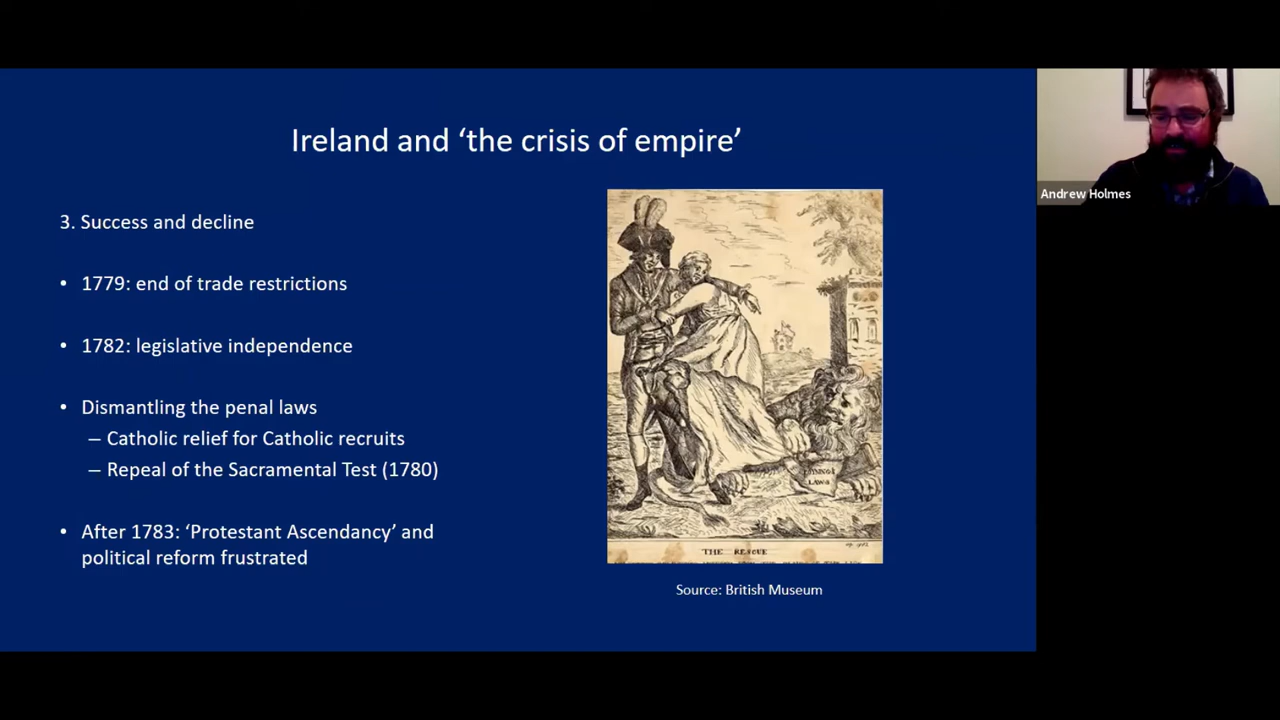 Ireland and ‘the crisis of empire’
3. Success and decline
• 1779: end of trade restrictions
• 1782: legislative independence
• Dismantling the penal laws
– Catholic relief for Catholic recruits
– Repeal of the Sacramental Test (1780)
• After 1783: ‘Protestant Ascendancy’ and
political reform frustrated
LAWS
THE RESCUE
Source: British Museum
Andrew Holmes